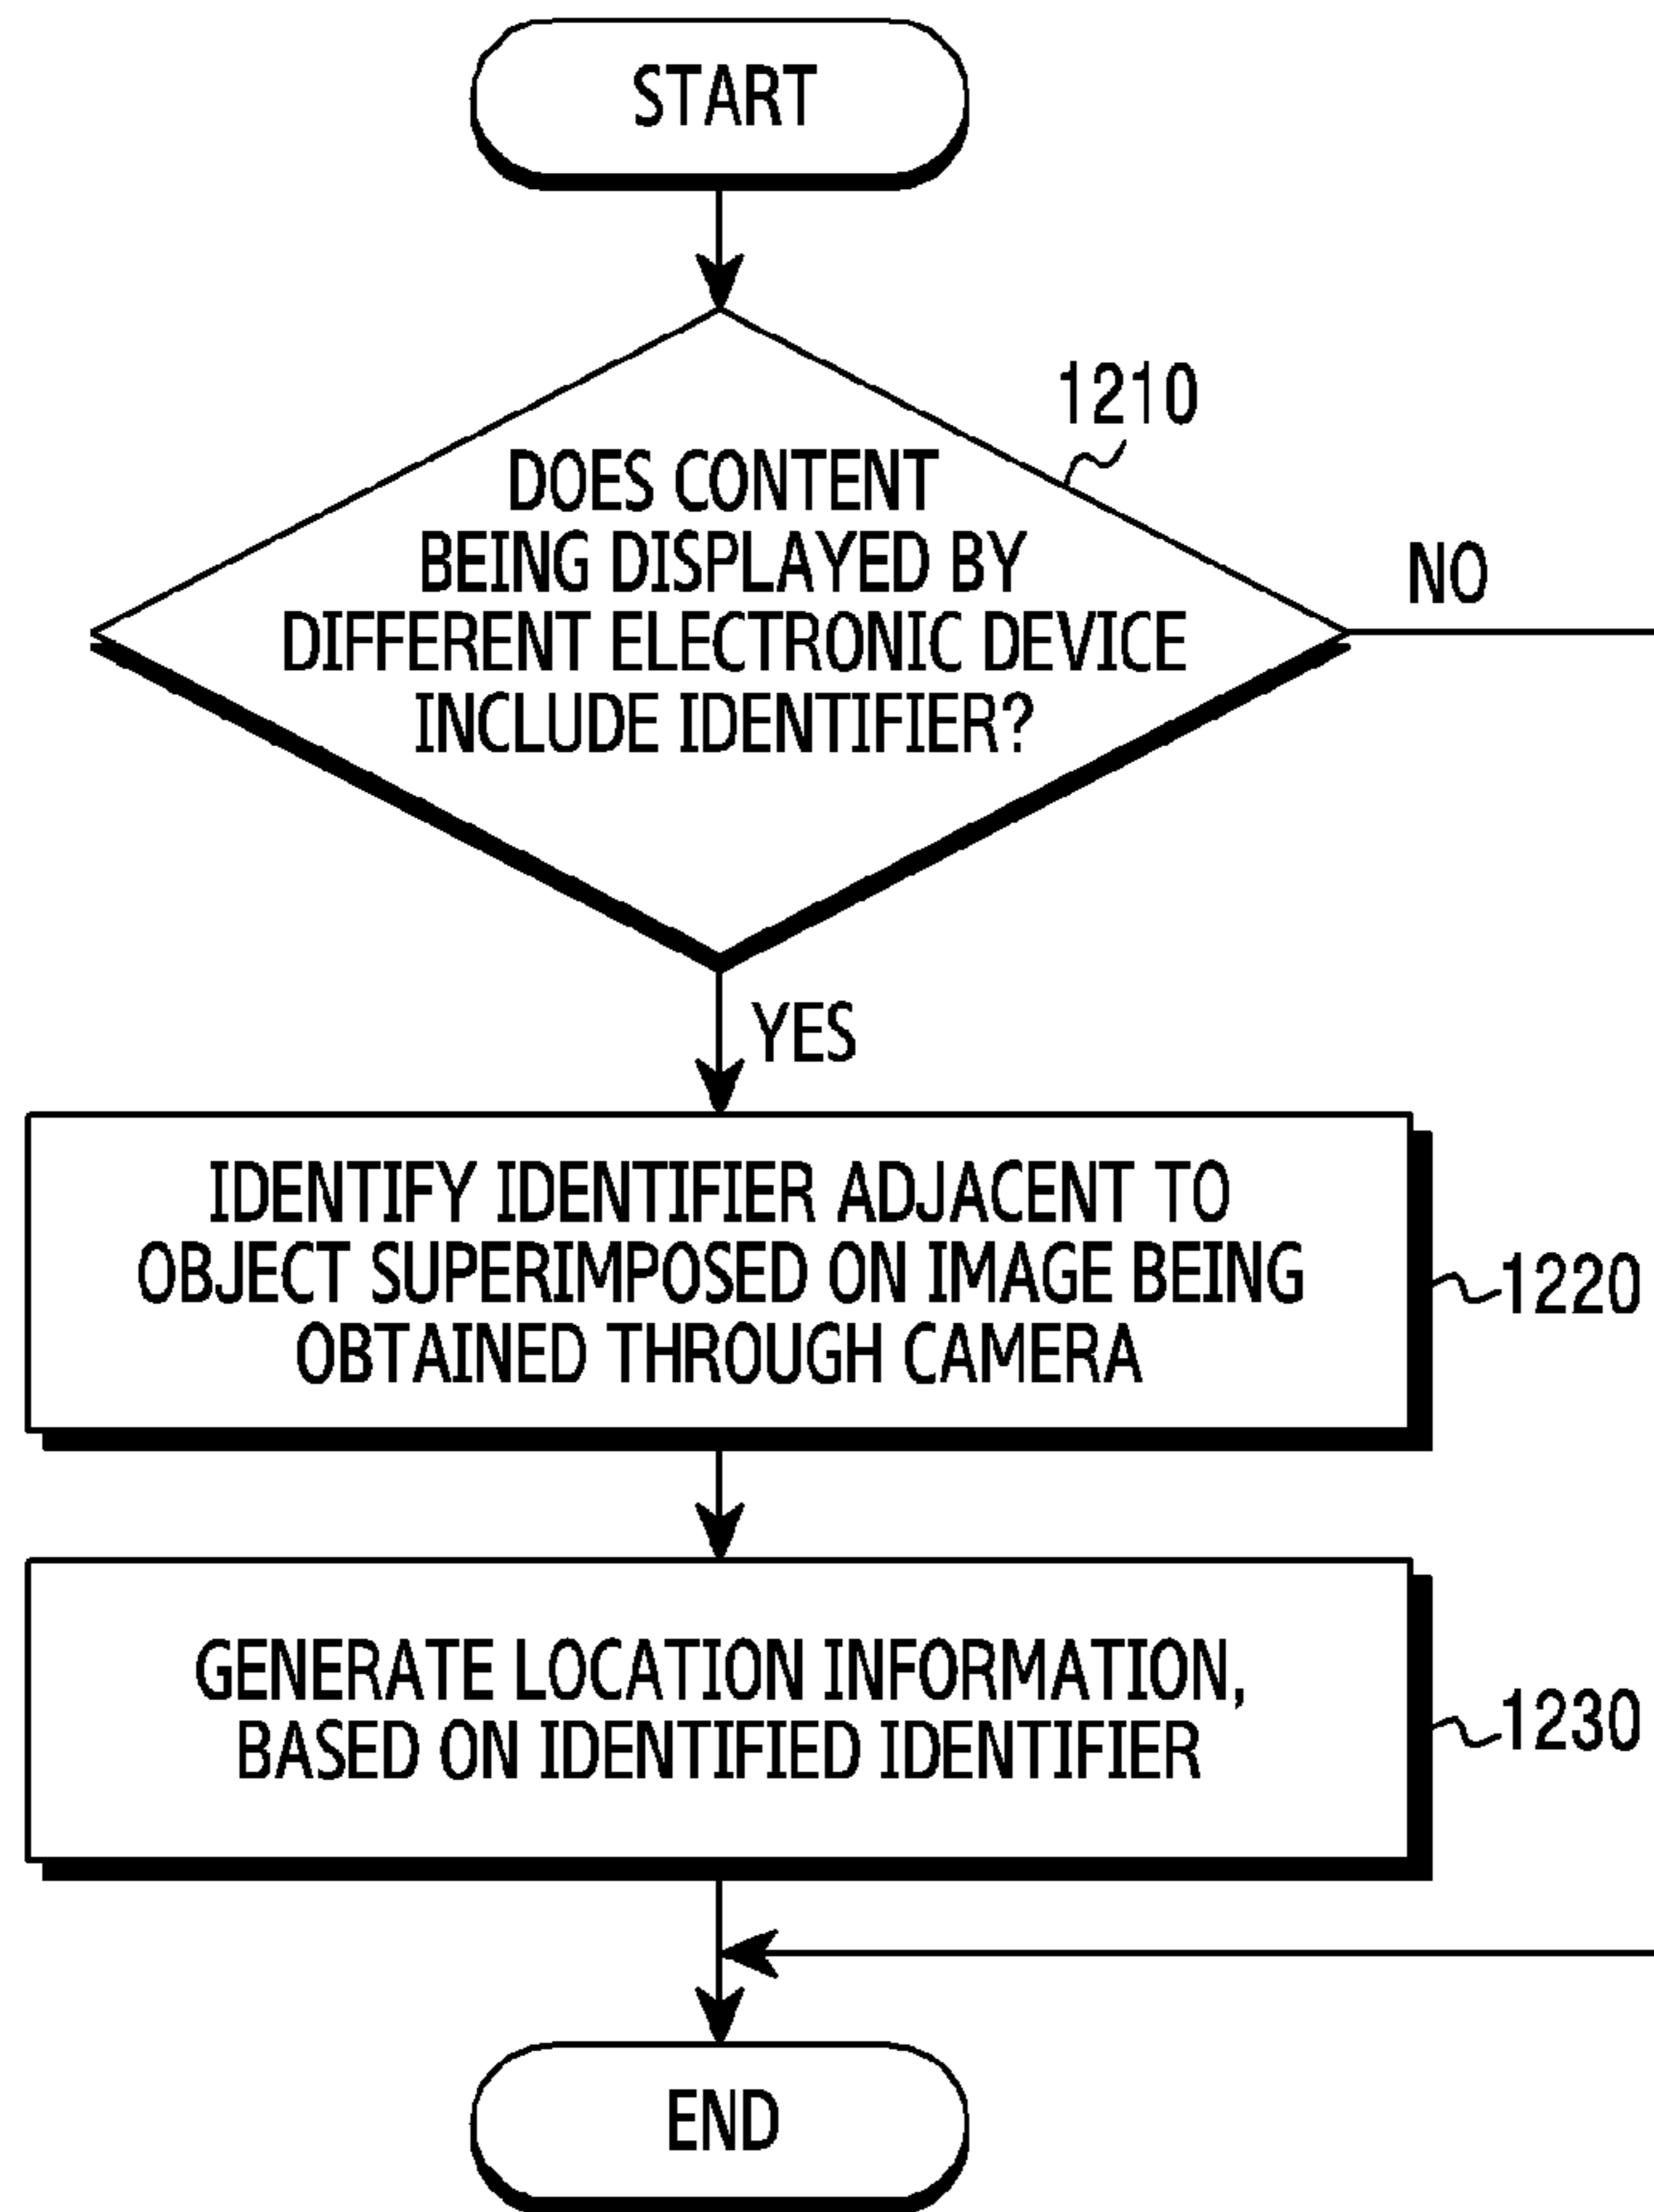 START
1210
DOES CONTENT
BEING DISPLAYED BY
DIFFERENT ELECTRONIC DEVICE
INCLUDE IDENTIFIER?
NO
YES
IDENTIFY IDENTIFIER ADJACENT TO
OBJECT SUPERIMPOSED ON IMAGE BEING
OBTAINED THROUGH CAMERA
1220
GENERATE LOCATION INFORMATION,
BASED ON IDENTIFIED IDENTIFIER
1230
END